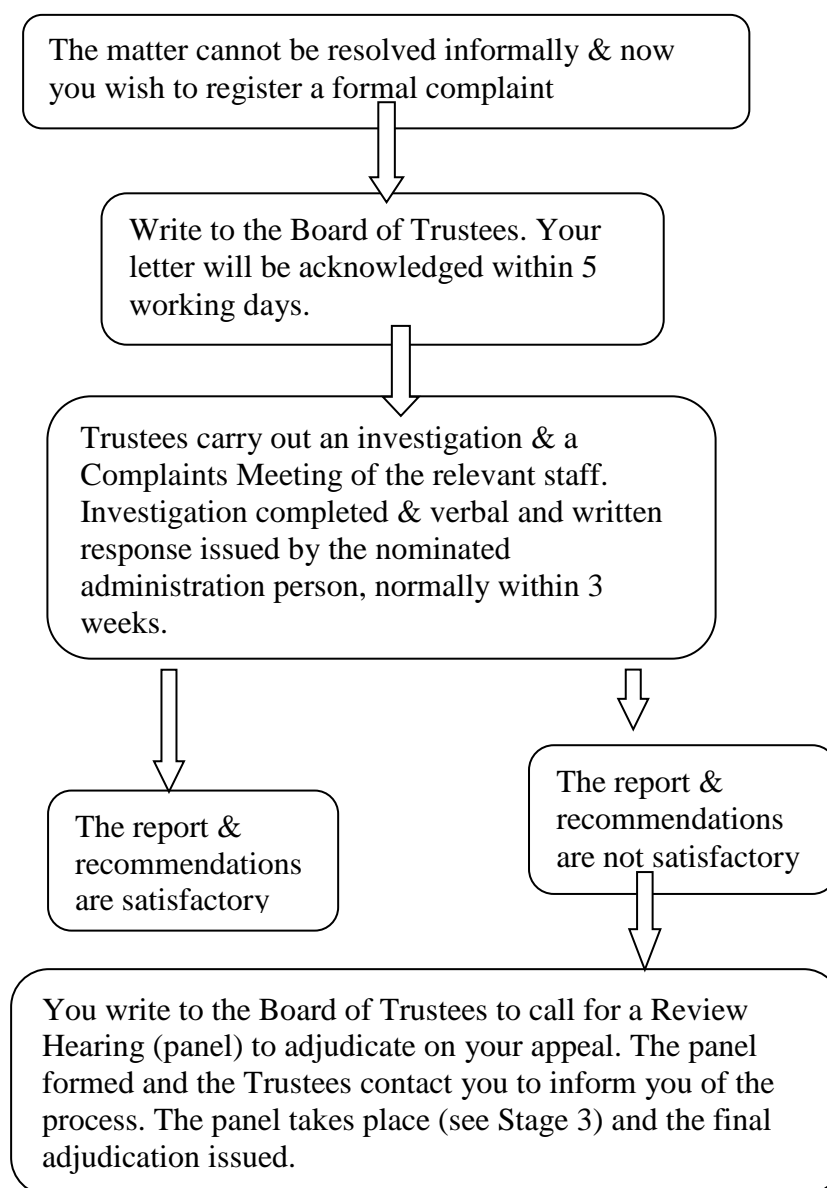 The matter cannot be resolved informally & now
you wish to register a formal complaint
Write to the Board of Trustees. Your
letter will be acknowledged within 5
working days.
Trustees carry out an investigation & a
Complaints Meeting of the relevant staff.
Investigation completed & verbal and written
response issued by the nominated
administration person, normally within 3
weeks.
The report &
recommendations
are satisfactory
The report &
recommendations
are not satisfactory
You write to the Board of Trustees to call for a Review
Hearing (panel) to adjudicate on your appeal. The panel
formed and the Trustees contact you to inform you of the
process. The panel takes place (see Stage 3) and the final
adjudication issued.